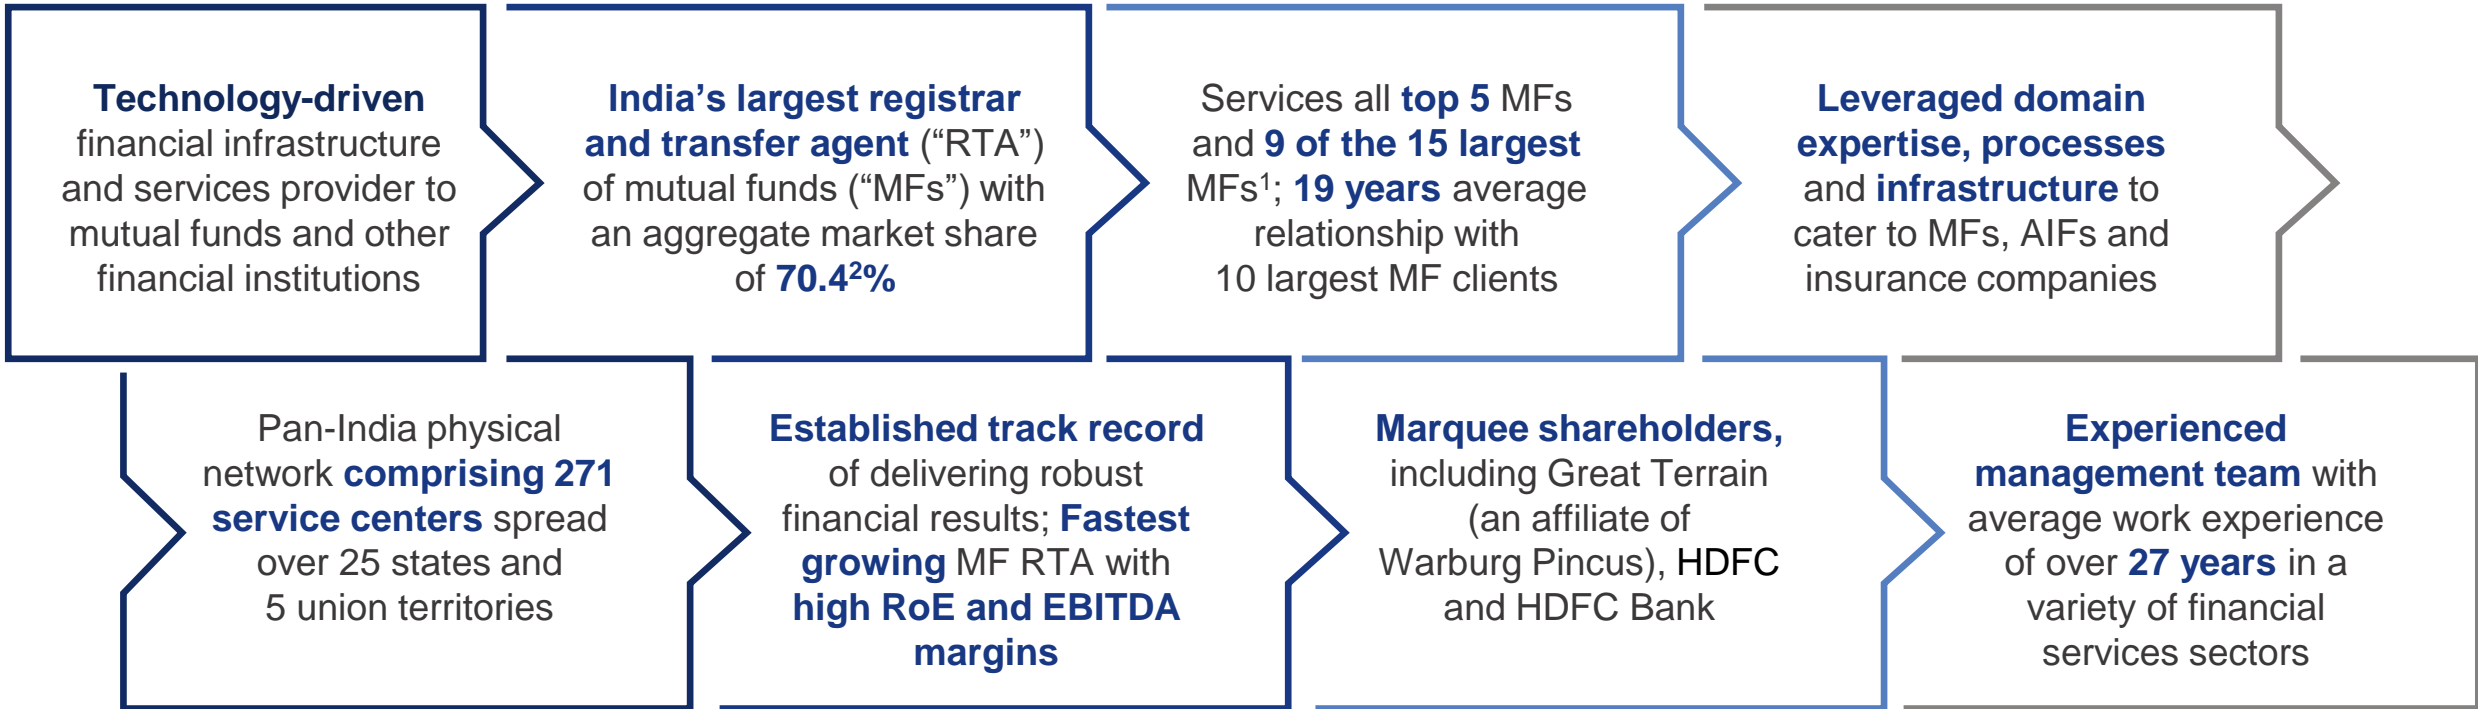 Technology-driven
financial infrastructure
and services provider to
mutual funds and other
financial institutions
India’s largest registrar
and transfer agent (“RTA”)
of mutual funds (“MFs”) with
an aggregate market share
of 70.4²%
Services all top 5 MFs
and 9 of the 15 largest
MFs¹; 19 years average
relationship with
10 largest MF clients
Leveraged domain
expertise, processes
and infrastructure to
cater to MFs, AIFs and
insurance companies
Pan-India physical
network comprising 271
service centers spread
over 25 states and
5 union territories
Established track record
of delivering robust
financial results; Fastest
growing MF RTA with
high RoE and EBITDA
margins
Marquee shareholders,
including Great Terrain
(an affiliate of
Warburg Pincus), HDFC
and HDFC Bank
Experienced
management team with
average work experience
of over 27 years in a
variety of financial
services sectors